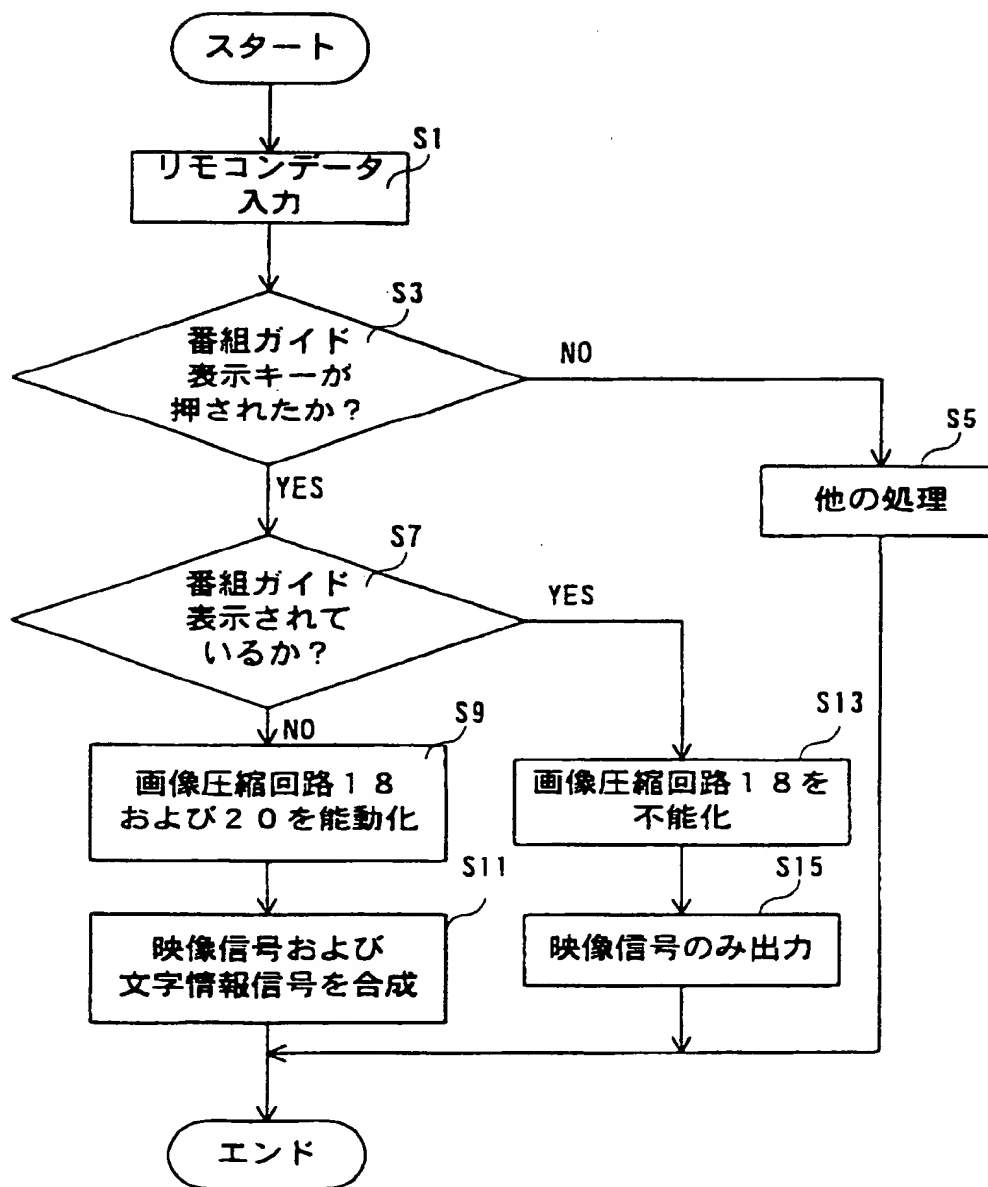 スタート
S1
リモコンデータ
入力
S3
番組ガイド
表示キーが
押されたか?
NO
YES
S5
他の処理
S7
番組ガイド
表示されて
いるか?
YES
NO
S9
画像圧縮回路18
および20を能動化
S13
画像圧縮回路18を
不能化
S11
映像信号および
文字情報信号を合成
S15
映像信号のみ出力
エンド